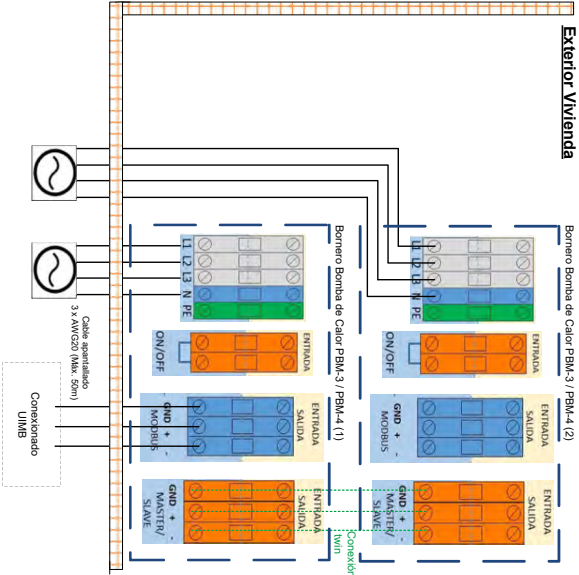 Exterior Vivienda
Bornero Bomba de Calor PBM-3 / PBM-4 (2)
L1 L2 L3 N PE
ENTRADA
ON/OFF
ENTRADA
SALIDA
GND + -
MODBUS
ENTRADA
SALIDA
GND + -
MASTER/
SLAVE
Bornero Bomba de Calor PBM-3 / PBM-4 (1)
L1 L2 L3 N PE
ENTRADA
ON/OFF
ENTRADA
SALIDA
GND + -
MODBUS
ENTRADA
SALIDA
GND + -
MASTER/
SLAVE
Conexión
twin
Cable apantallado
3 x AWG20 (Máx. 50m)
Conexionado
UIMB